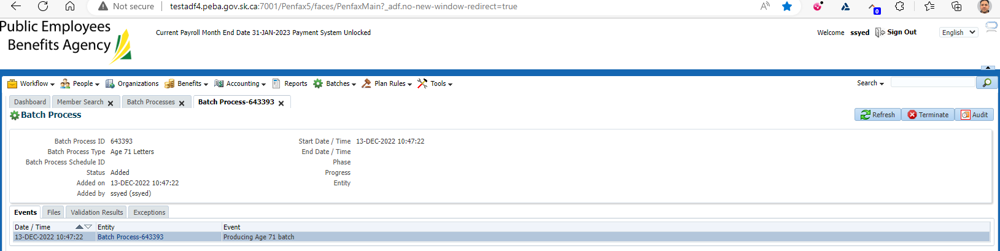 Not secure testadf4.peba.gov.sk.ca:7001/Penfax5/faces/PenfaxMain?_adf.no-new-window-redirect=true A 0
Public Employees
Benefits Agency
Current Payroll Month End Date 31-JAN-2023 Payment System Unlocked
Welcome ssyed Sign Out English
Workflow People Organizations Benefits Accounting Reports Batches Plan Rules Tools Search
Dashboard Member Search Batch Processes Batch Process-643393
Batch Process Refresh Terminate Audit
Batch Process ID 643393 Start Date / Time 13-DEC-2022 10:47:22
Batch Process Type Age 71 Letters End Date / Time
Batch Process Schedule ID Phase
Status Added Progress
Added on 13-DEC-2022 10:47:22 Entity
Added by ssyed (ssyed)
Events Files Validation Results Exceptions
Date / Time Entity Event
13-DEC-2022 10:47:22 Batch Process-643393 Producing Age 71 batch